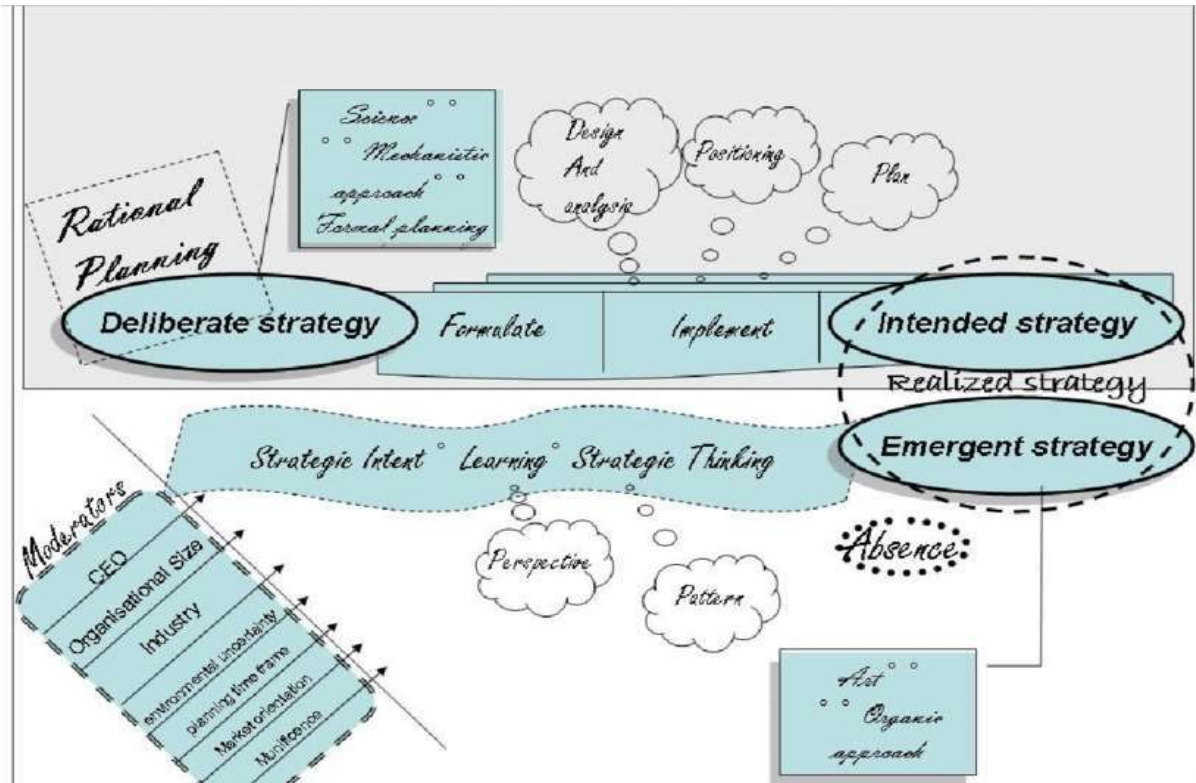 Science
Mechanistic
approach
Formal planning
Design
And
analysis
Positioning
Plan
Rational
Planning
Deliberate strategy
Formulate
Implement
Intended strategy
Realized strategy
Emergent strategy
Strategic Intent Learning Strategic Thinking
Absence
Perspective
Pattern
Moderators
CEO
Organisational Size
Industry
environmental uncertainty
planning time frame
Market orientation
Munificence
Art
Organic
approach